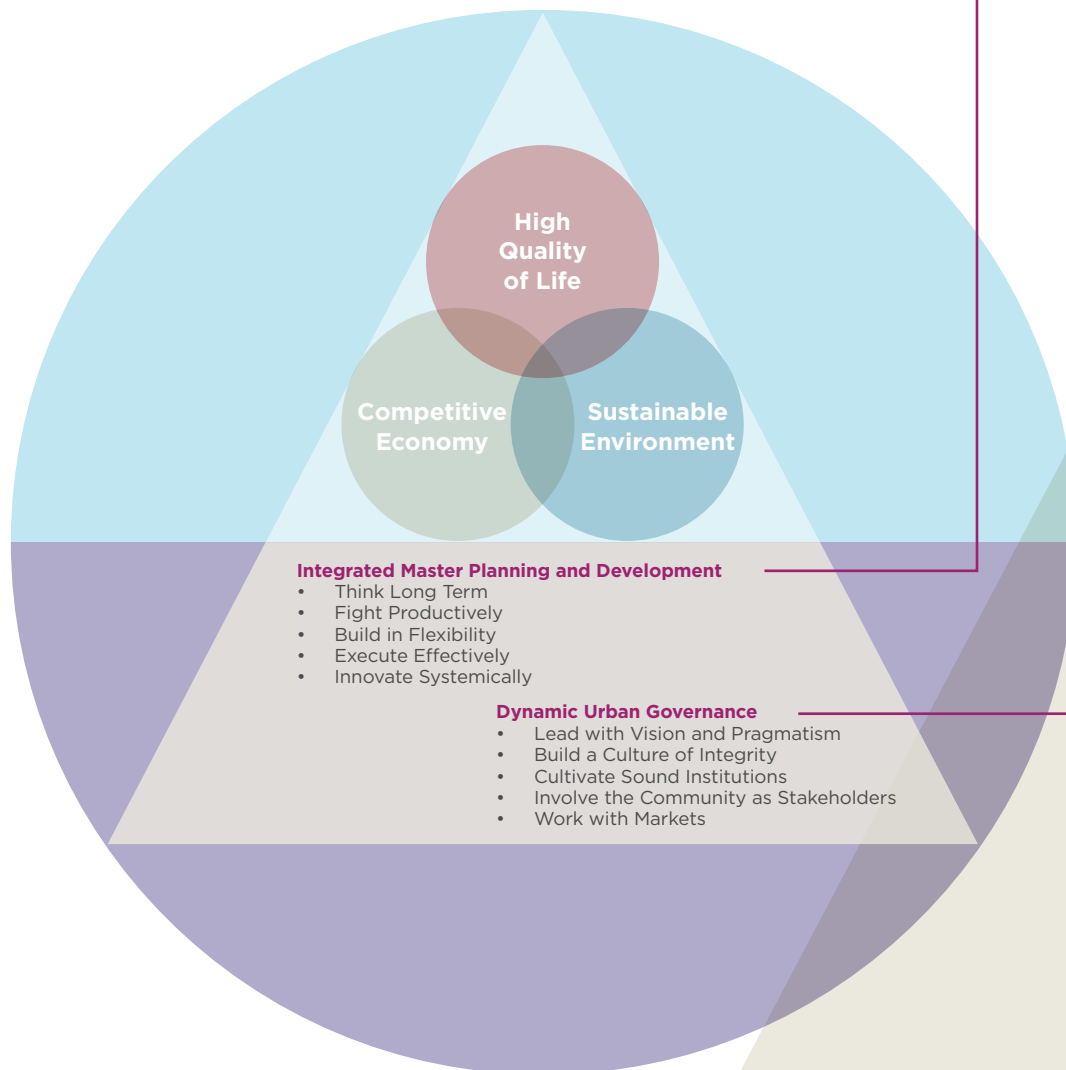 High
Quality
of Life
Competitive
Economy
Sustainable
Environment
Integrated Master Planning and Development
• Think Long Term
• Fight Productively
• Build in Flexibility
• Execute Effectively
• Innovate Systemically
Dynamic Urban Governance
• Lead with Vision and Pragmatism
• Build a Culture of Integrity
• Cultivate Sound Institutions
• Involve the Community as Stakeholders
• Work with Markets